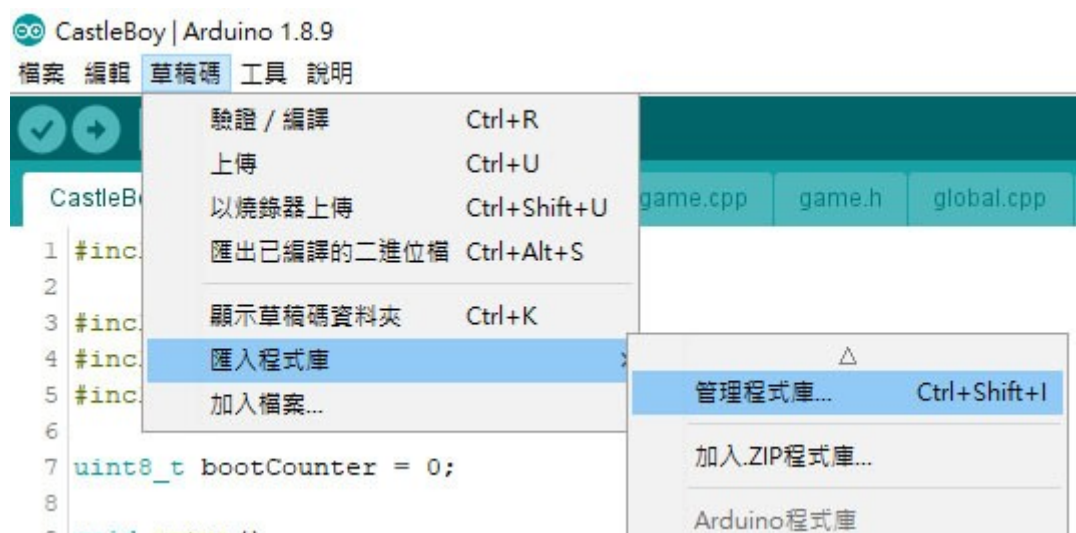 CastleBoy | Arduino 1.8.9
檔案 編輯 草稿碼 工具 說明
驗證 / 編譯 Ctrl+R
上傳 Ctrl+U
CastleB game.cpp game.h global.cpp
以燒錄器上傳 Ctrl+Shift+U
1 #inc
匯出已編譯的二進位檔 Ctrl+Alt+S
2
3 #inc
顯示草稿碼資料夾 Ctrl+K
4 #inc
匯入程式庫
5 #inc
加入檔案...
管理程式庫... Ctrl+Shift+I
6
加入.ZIP程式庫...
7 uint8_t bootCounter = 0;
8
Arduino程式庫